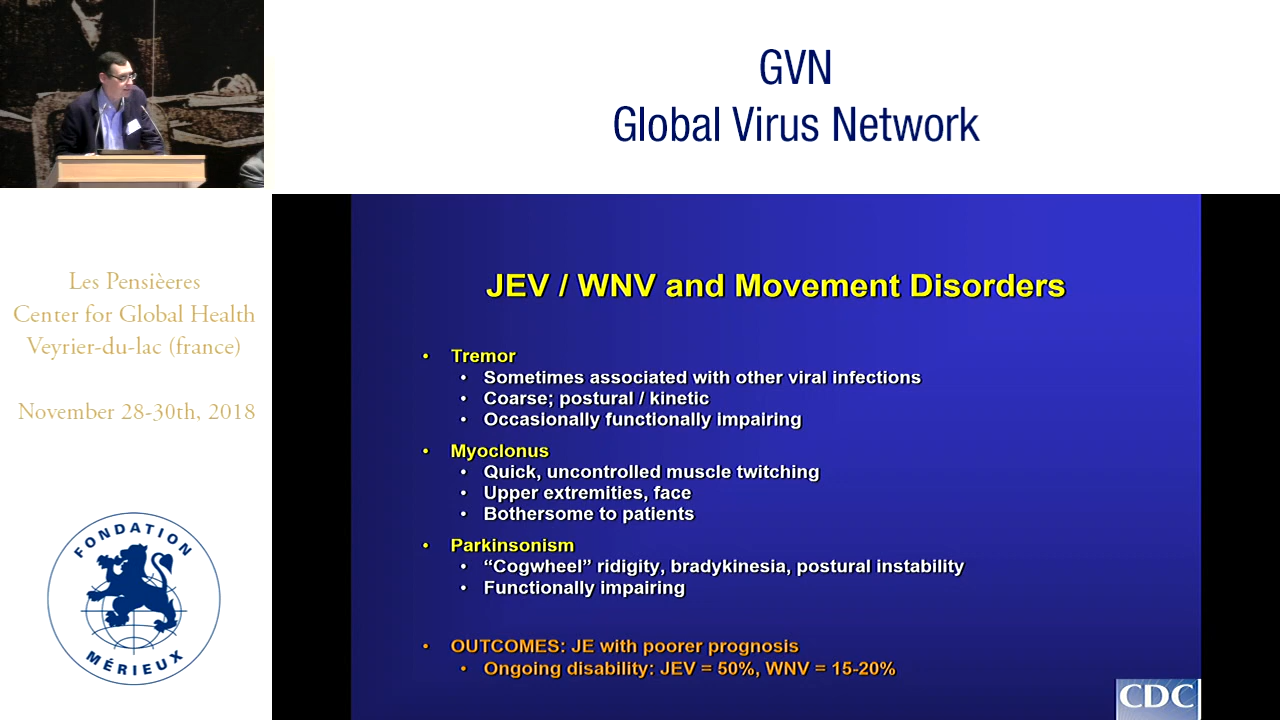 GVN
Global Virus Network
Les Pensièeres
Center for Global Health
Veyrier-du-lac (france)
November 28-30th, 2018
FONDATION
MÉRIEUX
JEV / WNV and Movement Disorders
• Tremor
• Sometimes associated with other viral infections
• Coarse; postural / kinetic
• Occasionally functionally impairing
• Myoclonus
• Quick, uncontrolled muscle twitching
• Upper extremities, face
• Bothersome to patients
• Parkinsonism
• “Cogwheel” ridigity, bradykinesia, postural instability
• Functionally impairing
• OUTCOMES: JE with poorer prognosis
• Ongoing disability: JEV = 50%, WNV = 15-20%
CDC